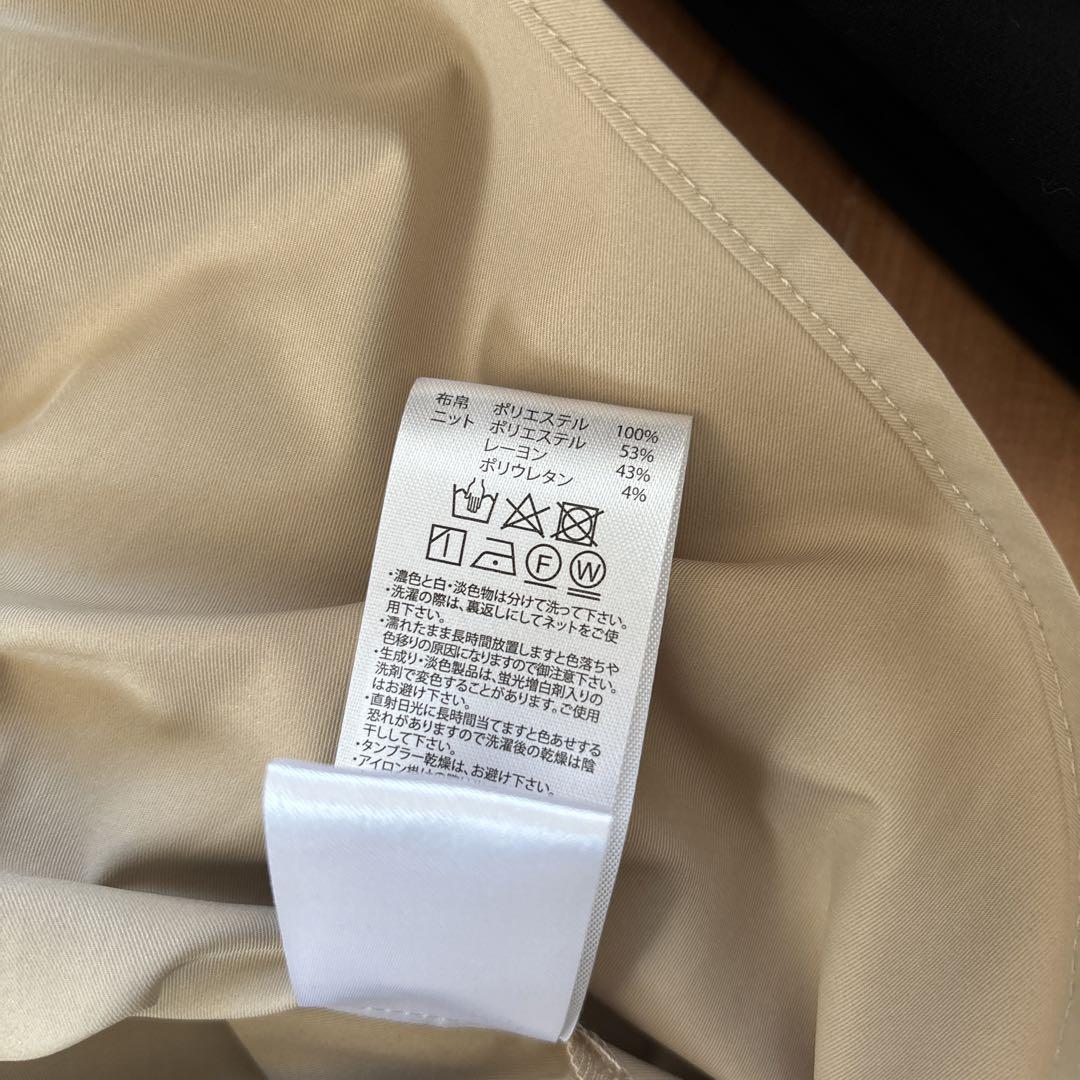 布帛 ポリエステル 100%
ニット ポリエステル 53%
レーヨン 43%
ポリウレタン 4%
F W
・濃色と白・淡色物は分けて洗って下さい。
・洗濯の際は、裏返しにしてネットをご使
用下さい。
・濡れたまま長時間放置しますと色落ちや
色移りの原因になりますので御注意下さい。
・生成り・淡色製品は、蛍光増白剤入りの
洗剤で変色することがあります。ご使用
はお避け下さい。
・直射日光に長時間当てますと色あせする
恐れがありますので洗濯後の乾燥は陰
干しして下さい。
・タンブラー乾燥は、お避け下さい。
・アイロン掛けの